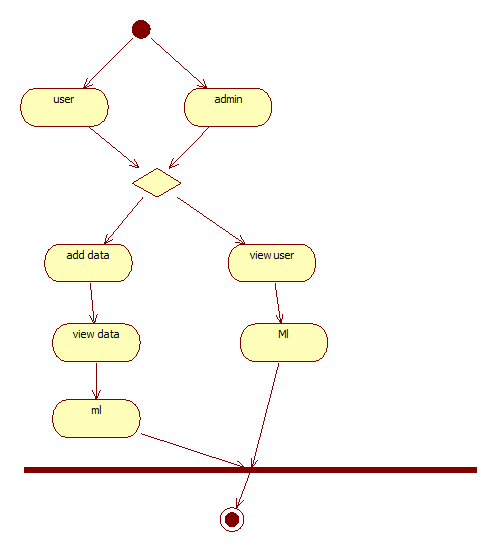 user
admin
add data
view user
view data
Ml
ml